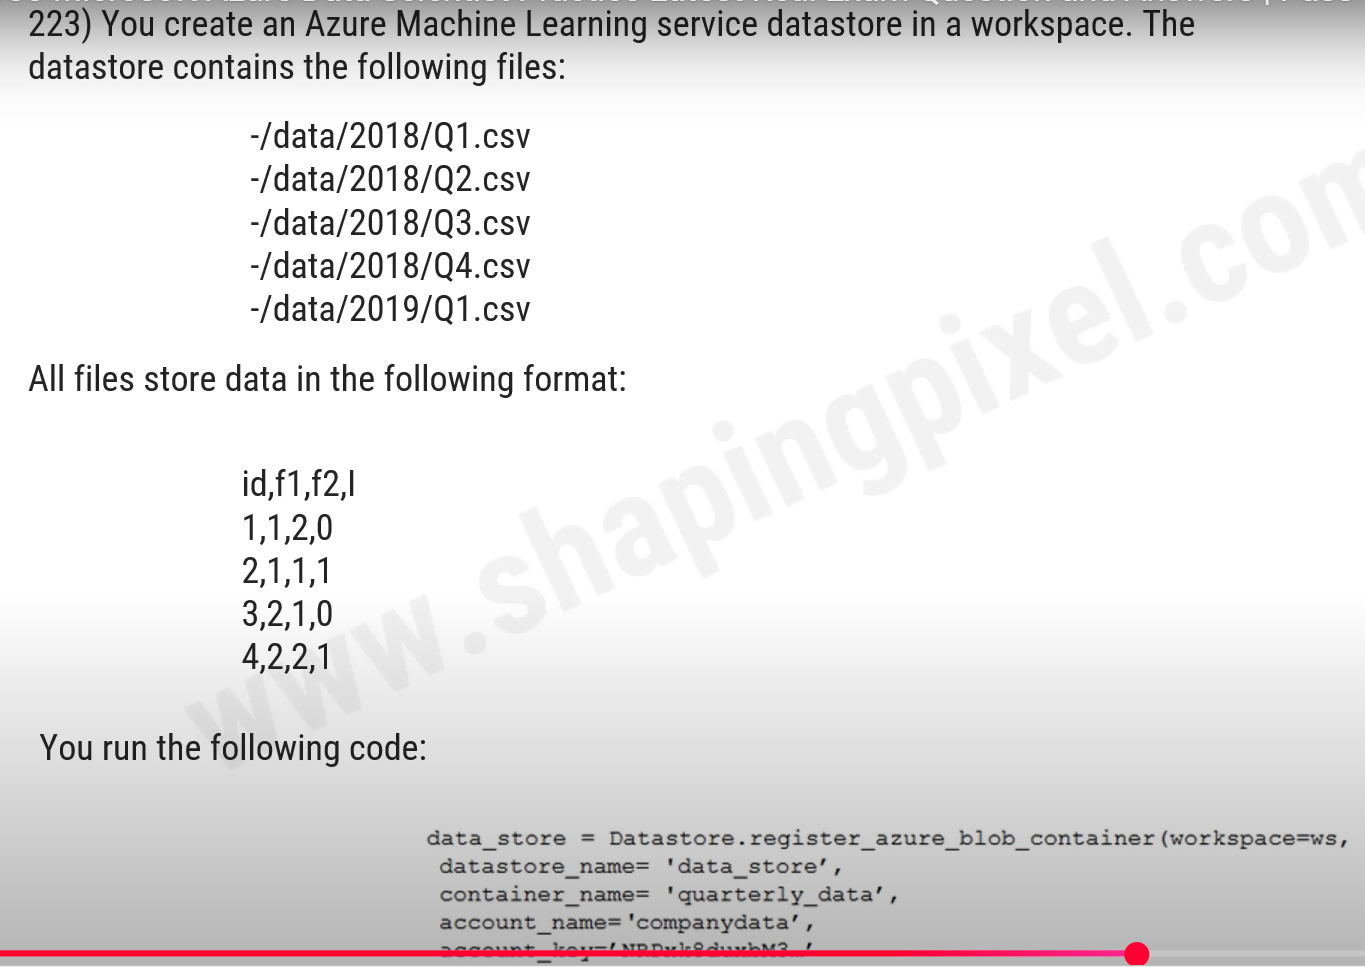 223) You create an Azure Machine Learning service datastore in a workspace. The
datastore contains the following files:
-/data/2018/Q1.csv
-/data/2018/Q2.csv
-/data/2018/Q3.csv
-/data/2018/Q4.csv
-/data/2019/Q1.csv
All files store data in the following format:
id,f1,f2,I
1,1,2,0
2,1,1,1
3,2,1,0
4,2,2,1
www.shapingpixel.com
You run the following code:
data_store = Datastore.register_azure_blob_container(workspace=ws,
datastore_name= 'data_store',
container_name= 'quarterly_data',
account_name='companydata',